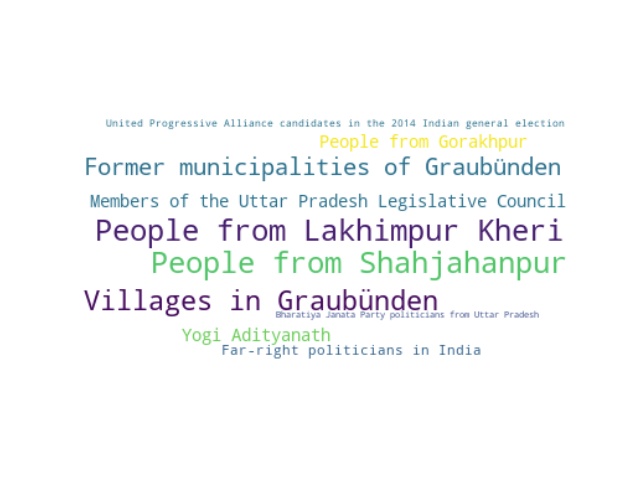 United Progressive Alliance candidates in the 2014 Indian general election
People from Gorakhpur
Former municipalities of Graubünden
Members of the Uttar Pradesh Legislative Council
People from Lakhimpur Kheri
People from Shahjahanpur
Villages in Graubünden
Bharatiya Janata Party politicians from Uttar Pradesh
Yogi Adityanath
Far-right politicians in India